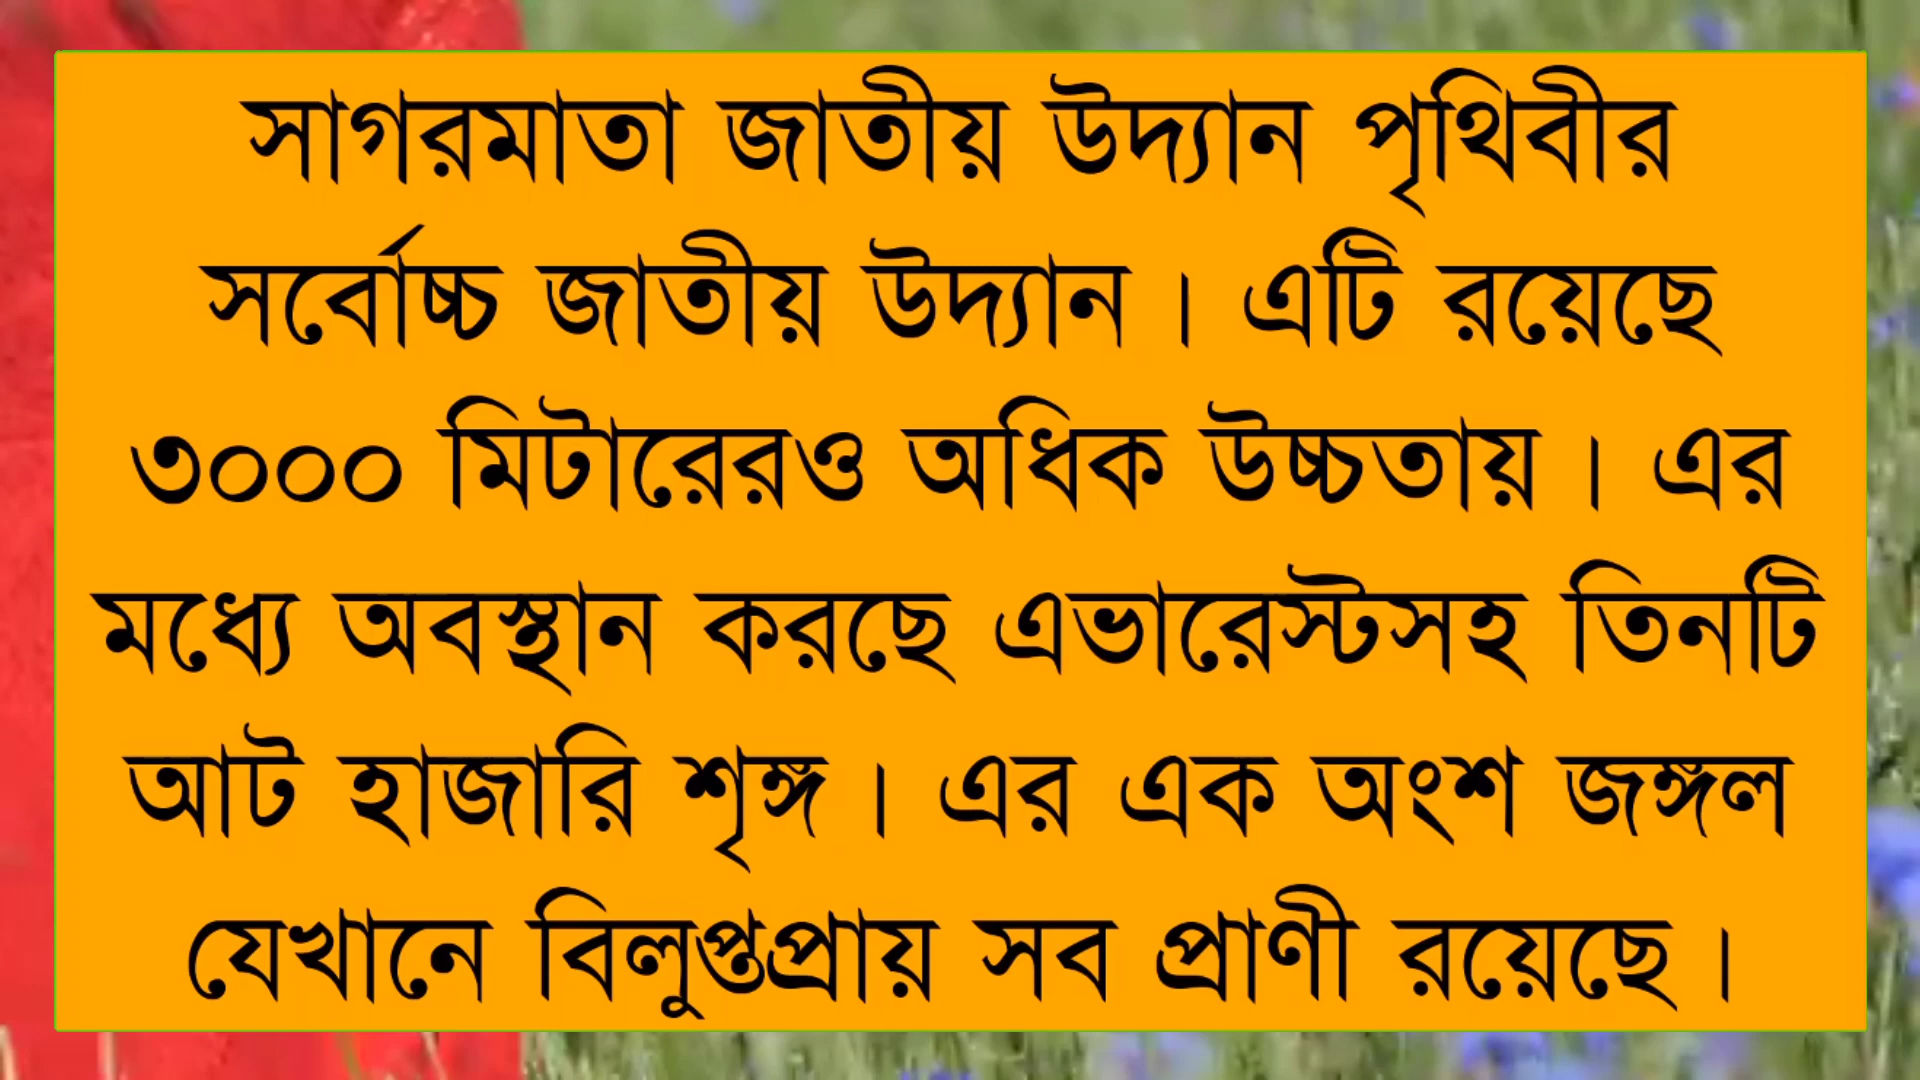 সাগরমাতা জাতীয় উদ্যান পৃথিবীর
সর্বোচ্চ জাতীয় উদ্যান। এটি রয়েছে
৩০০০ মিটারেরও অধিক উচ্চতায়। এর
মধ্যে অবস্থান করছে এভারেস্টসহ তিনটি
আট হাজারি শৃঙ্গ। এর এক অংশ জঙ্গল
যেখানে বিলুপ্তপ্রায় সব প্রাণী রয়েছে।